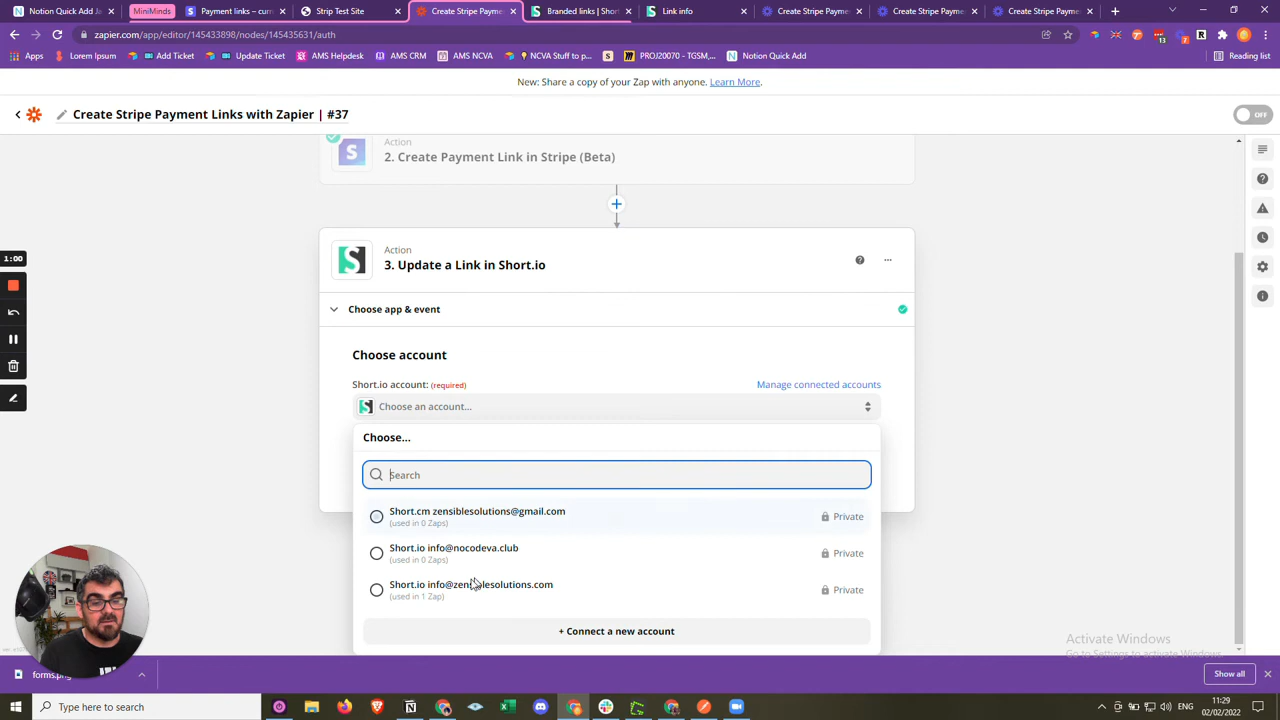 Notion Quick Add Ja
MiniMinds
Payment links – curr
Strip Test Site
Create Stripe Payme
Branded links | Short
Link info
Create Stripe Payme
Create Stripe Payme
Create Stripe Payme
zapier.com/app/editor/145433898/nodes/145435631/auth
Apps
Lorem Ipsum
Add Ticket
Update Ticket
AMS Helpdesk
AMS CRM
AMS NCVA
NCVA Stuff to p...
PROJ20070 - TGSM,...
Notion Quick Add
Reading list
New: Share a copy of your Zap with anyone. Learn More.
Create Stripe Payment Links with Zapier | #37
OFF
Action
2. Create Payment Link in Stripe (Beta)
Action
3. Update a Link in Short.io
Choose app & event
Choose account
Short.io account: (required)
Manage connected accounts
Choose an account...
Choose...
Search
Short.cm zensiblesolutions@gmail.com
(used in 0 Zaps)
Private
Short.io info@nocodeva.club
(used in 0 Zaps)
Private
Short.io info@zensiblesolutions.com
(used in 1 Zap)
Private
+ Connect a new account
1:00
Activate Windows
Go to Settings to activate Windows.
forms.png
Show all
Type here to search
ENG
11:29
02/02/2022